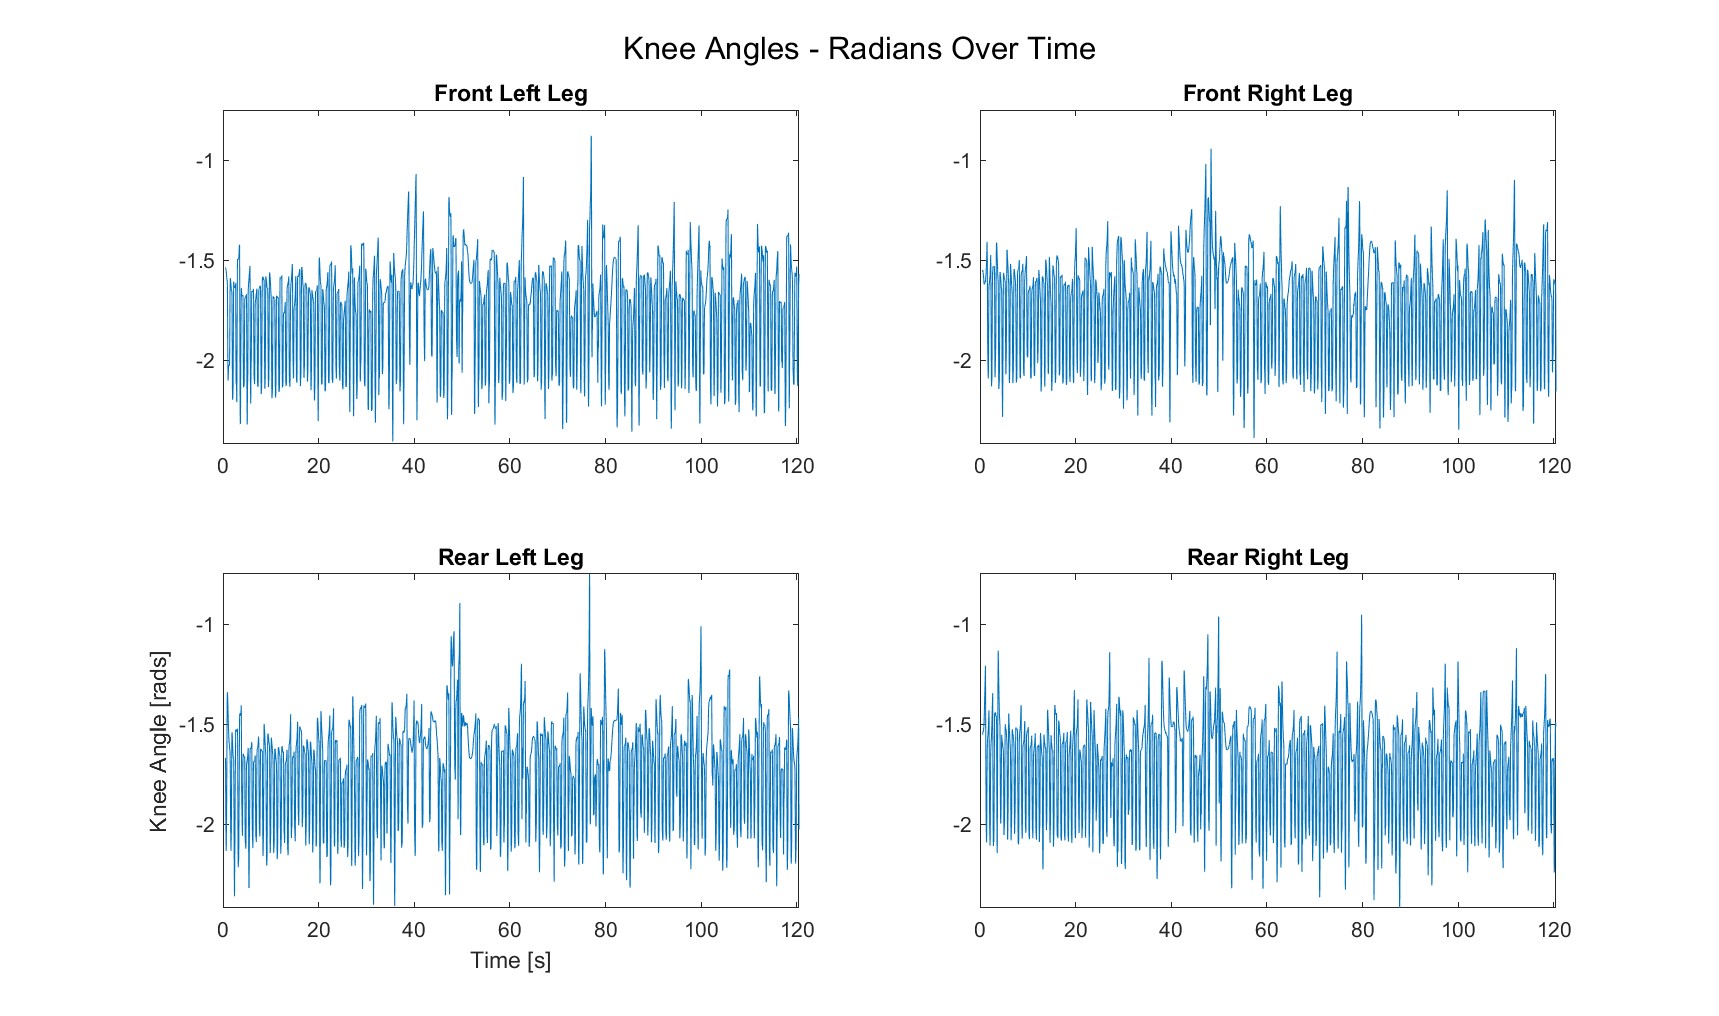 Knee Angles - Radians Over Time
Front Left Leg
-1
-1.5
-2
0 20 40 60 80 100 120
Front Right Leg
-1
-1.5
-2
0 20 40 60 80 100 120
Rear Left Leg
Knee Angle [rads]
-1
-1.5
-2
0 20 40 60 80 100 120
Time [s]
Rear Right Leg
-1
-1.5
-2
0 20 40 60 80 100 120